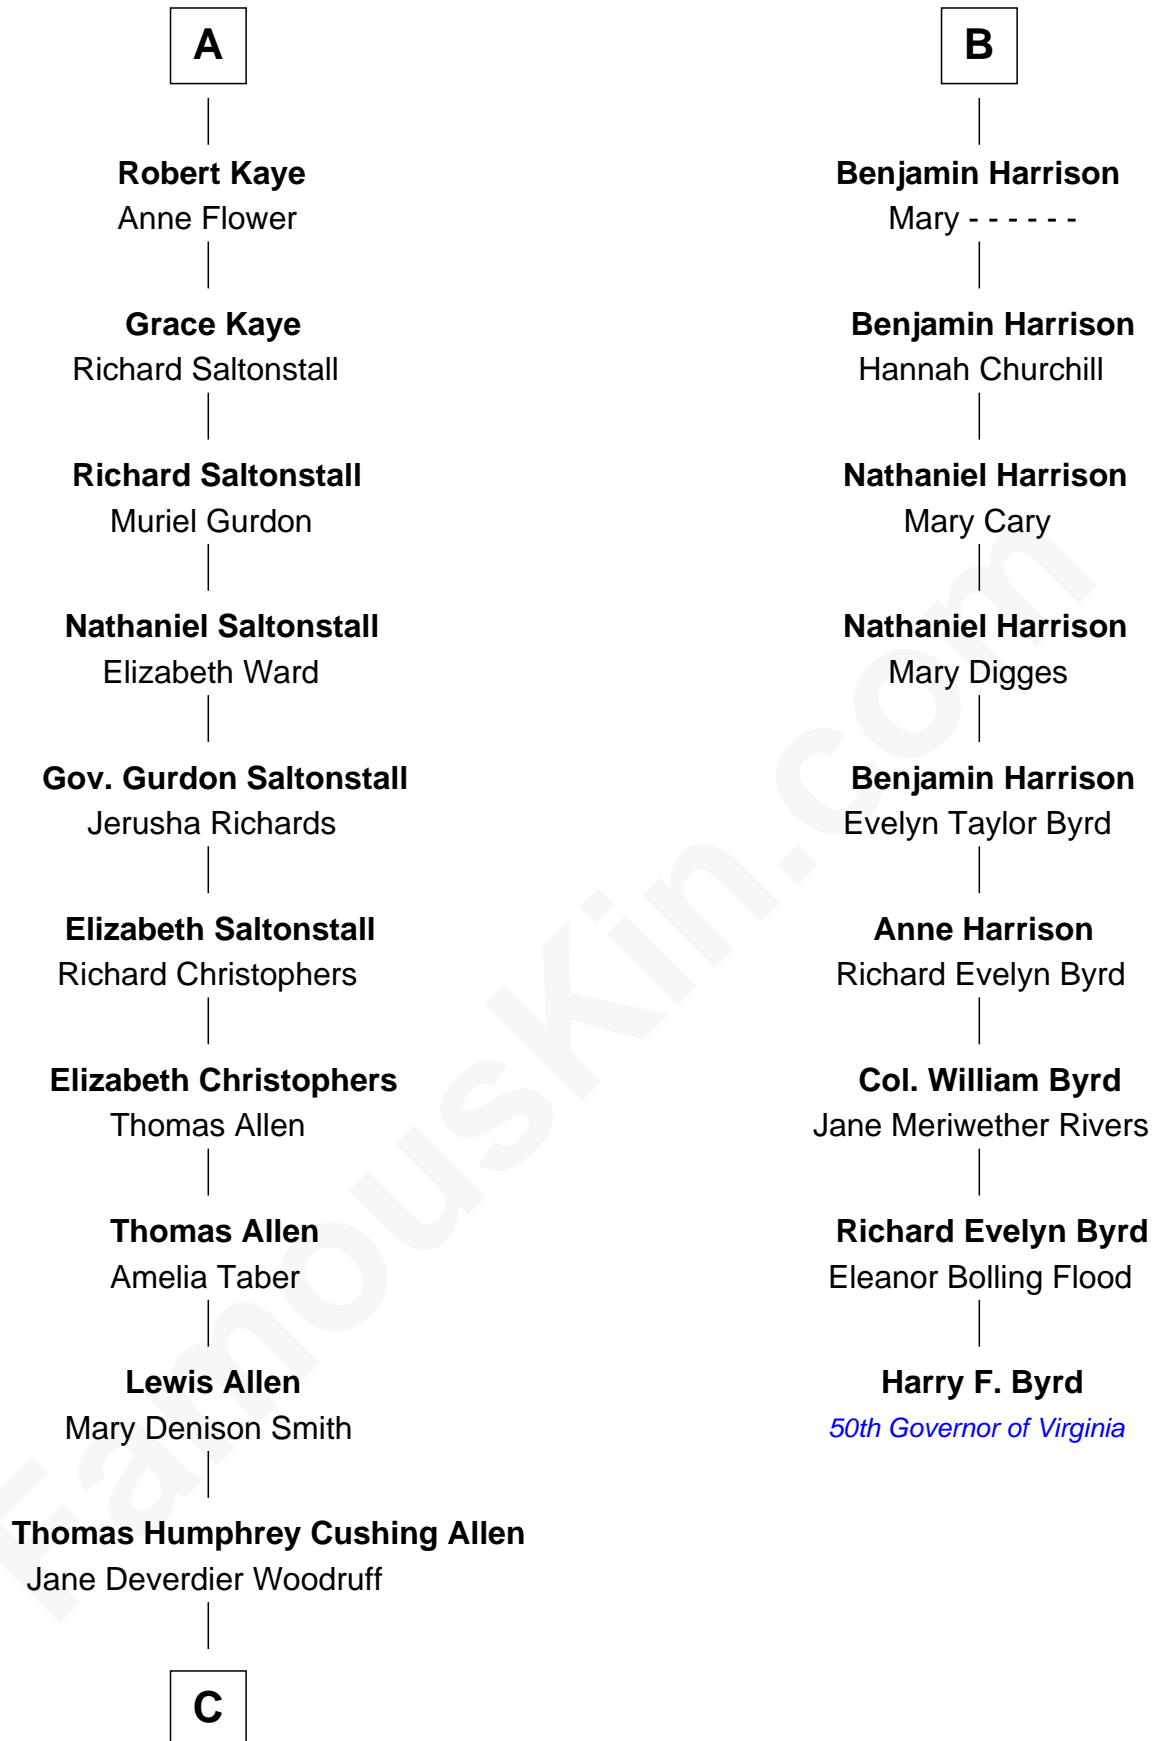 A
Robert Kaye
Anne Flower
Grace Kaye
Richard Saltonstall
Richard Saltonstall
Muriel Gurdon
Nathaniel Saltonstall
Elizabeth Ward
Gov. Gurdon Saltonstall
Jerusha Richards
Elizabeth Saltonstall
Richard Christophers
Elizabeth Christophers
Thomas Allen
Thomas Allen
Amelia Taber
Lewis Allen
Mary Denison Smith
Thomas Humphrey Cushing Allen
Jane Deverdier Woodruff
C
B
Benjamin Harrison
Mary - - - - - -
Benjamin Harrison
Hannah Churchill
Nathaniel Harrison
Mary Cary
Nathaniel Harrison
Mary Digges
Benjamin Harrison
Evelyn Taylor Byrd
Anne Harrison
Richard Evelyn Byrd
Col. William Byrd
Jane Meriwether Rivers
Richard Evelyn Byrd
Eleanor Bolling Flood
Harry F. Byrd
50th Governor of Virginia
FamousKin.com